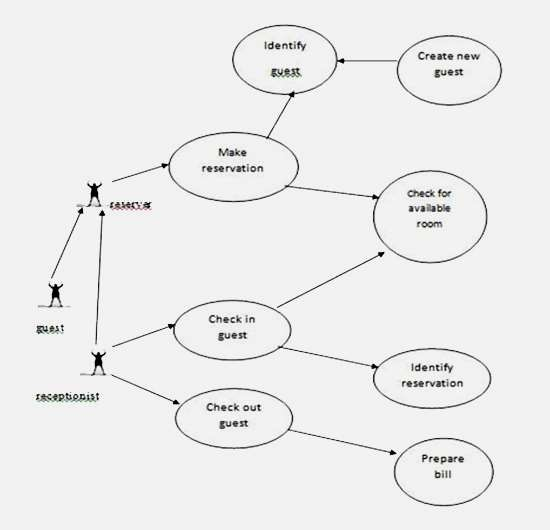 Identify
guest
Create new
guest
Make
reservation
Check for
available
room
reserver
guest
Check in
guest
Identify
reservation
receptionist
Check out
guest
Prepare
bill